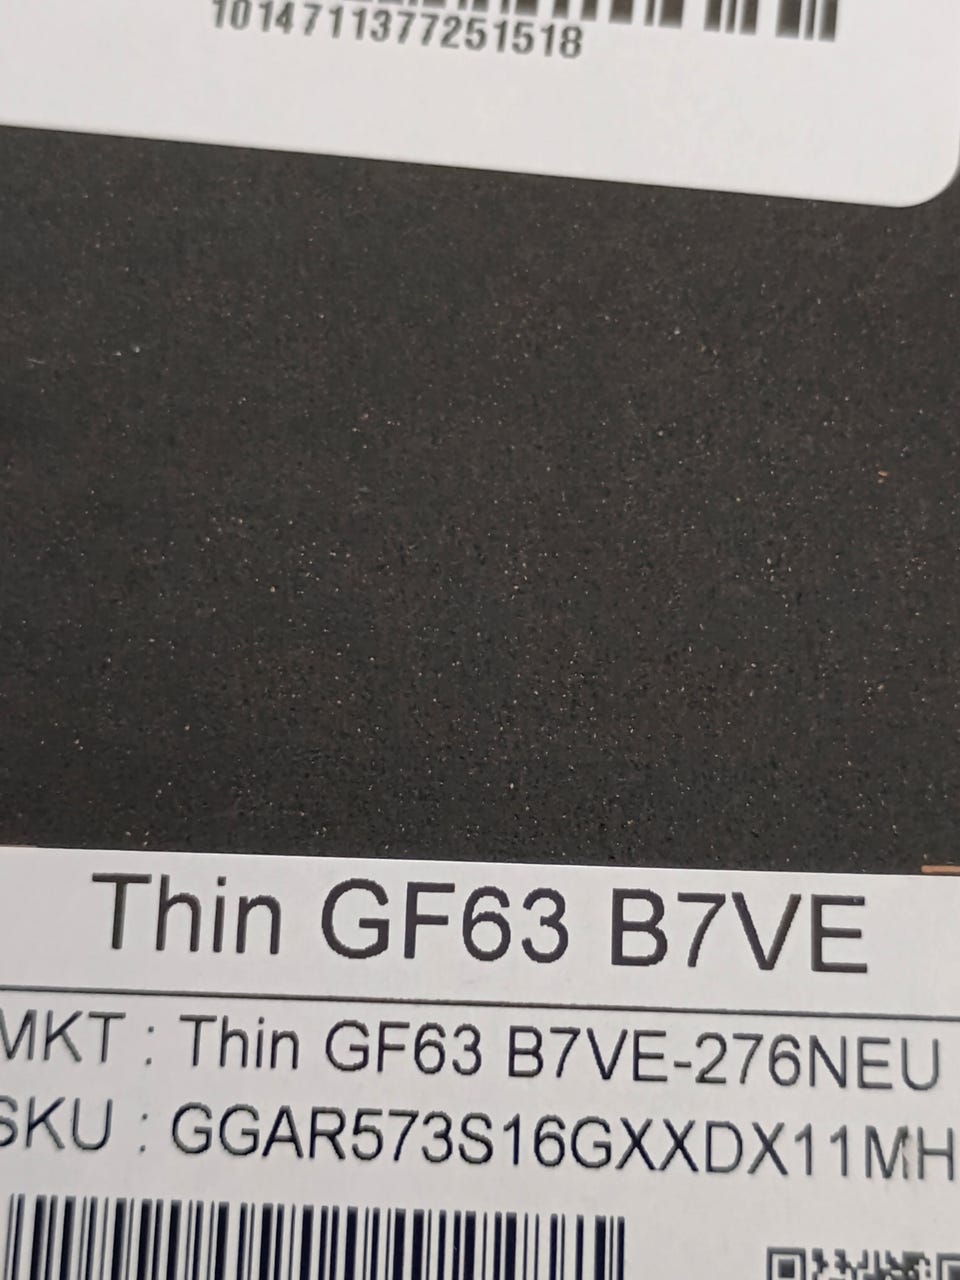 1014711377251518
Thin GF63 B7VE
MKT : Thin GF63 B7VE-276NEU
SKU : GGAR573S16GXXDX11MH